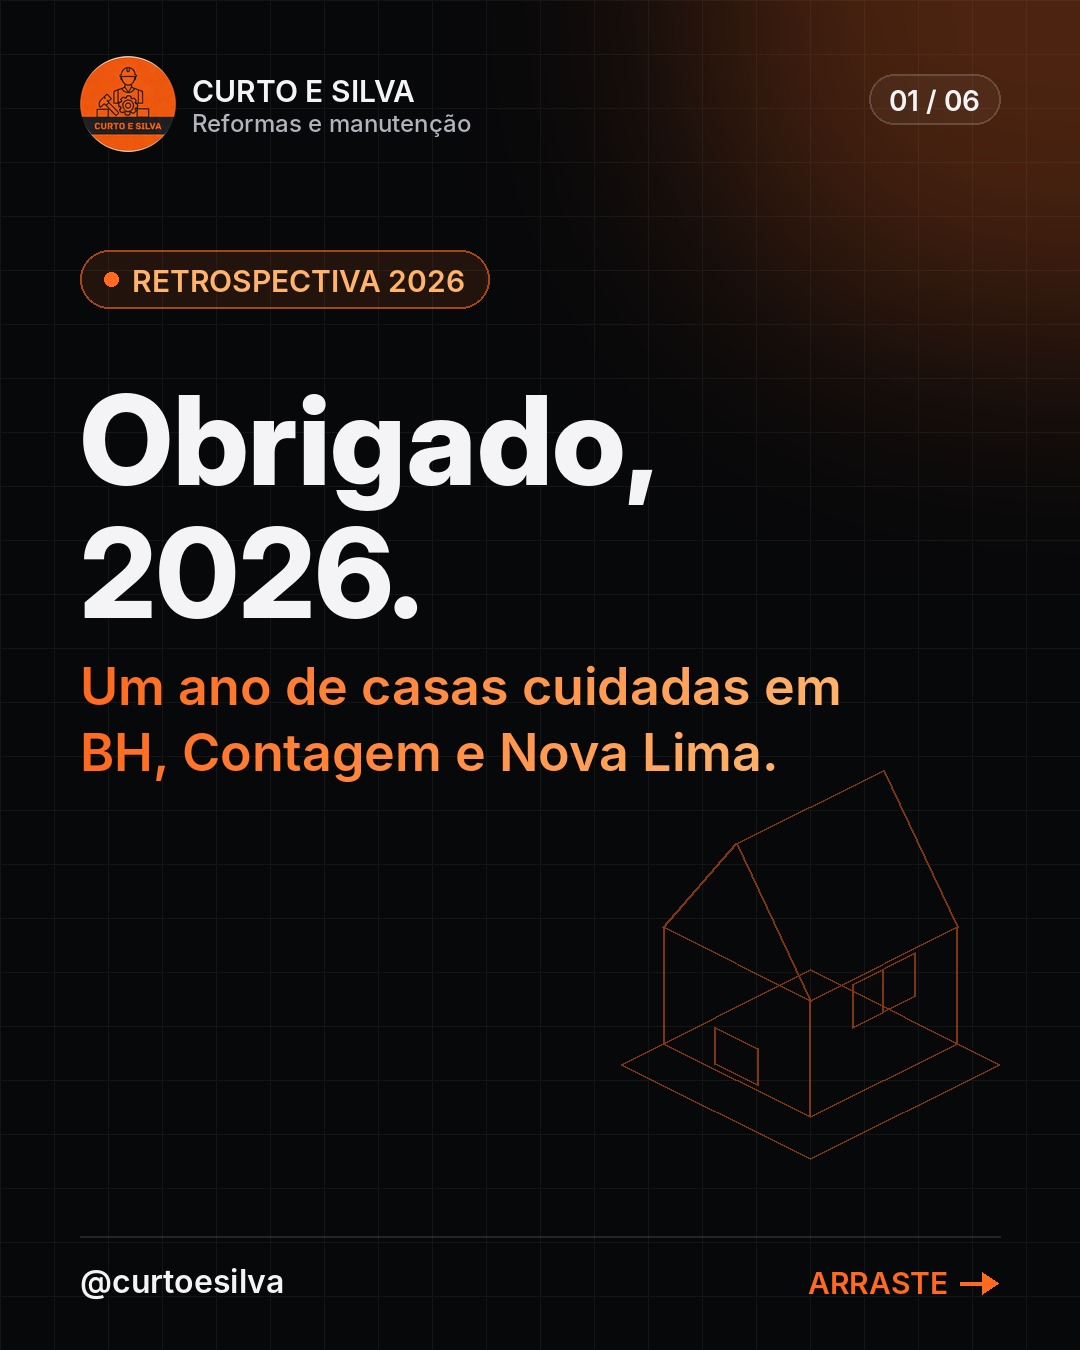 CURTO E SILVA
CURTO E SILVA
Reformas e manutenção
01 / 06
RETROSPECTIVA 2026
Obrigado,
2026.
Um ano de casas cuidadas em
BH, Contagem e Nova Lima.
@curtoesilva
ARRASTE